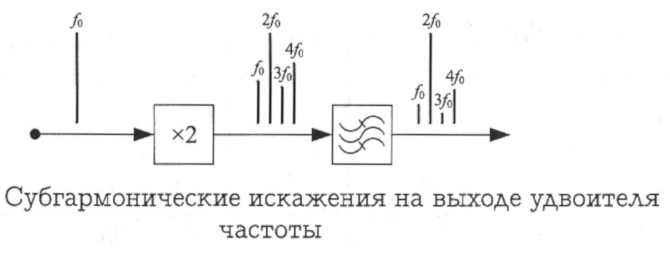 f₀ 2f₀ 2f₀
4f₀ 4f₀
f₀ 3f₀ f₀ 3f₀
×2
Субгармонические искажения на выходе удвоителя
частоты